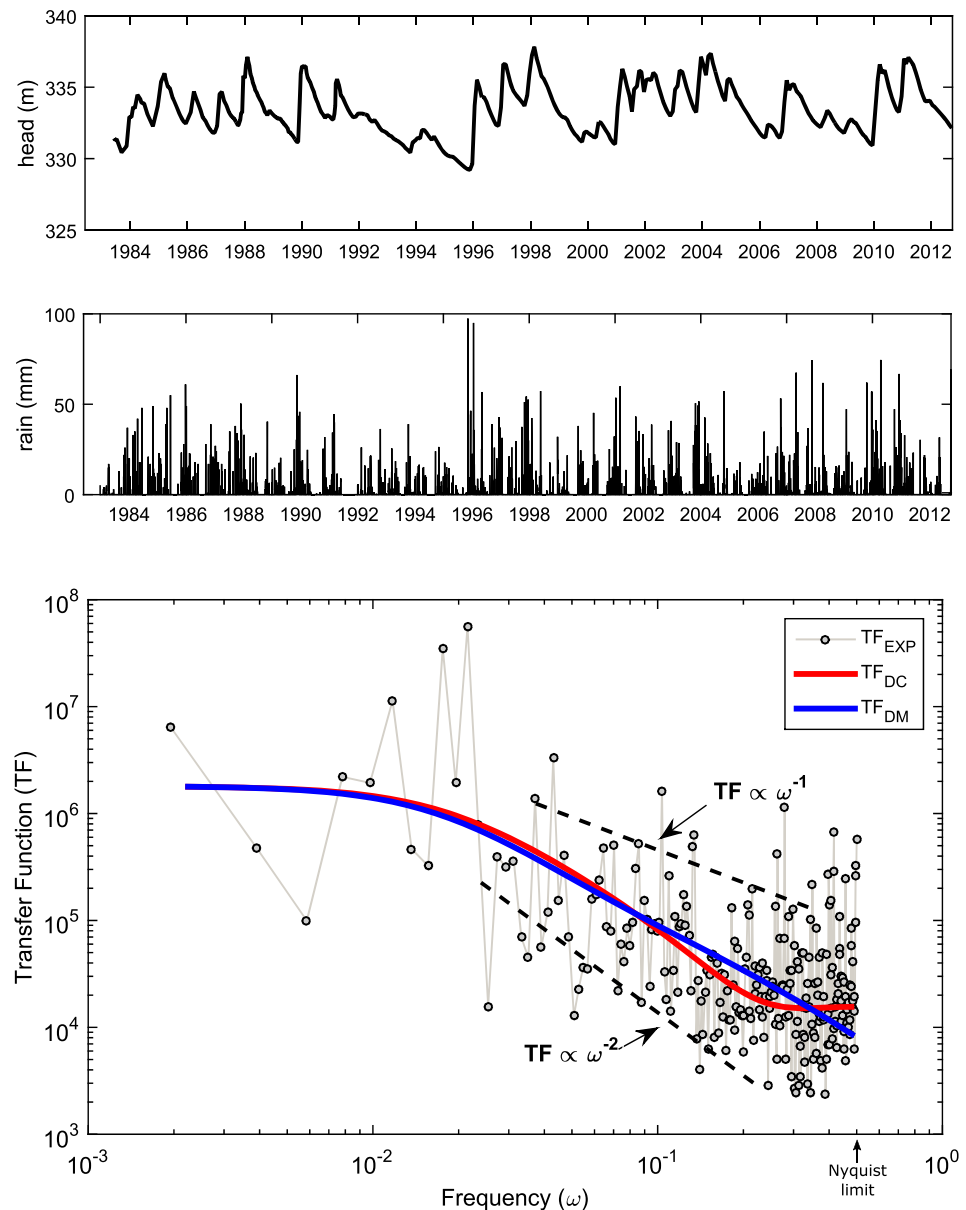 340
335
330
325
head (m)
1984 1986 1988 1990 1992 1994 1996 1998 2000 2002 2004 2006 2008 2010 2012
100
50
0
rain (mm)
1984 1986 1988 1990 1992 1994 1996 1998 2000 2002 2004 2006 2008 2010 2012
10⁸
10⁷
10⁶
10⁵
10⁴
10³
Transfer Function (TF)
TF_EXP
TF_DC
TF_DM
TF ∝ ω⁻¹
TF ∝ ω⁻²
10⁻³ 10⁻² 10⁻¹ 10⁰
Nyquist
limit
Frequency (ω)